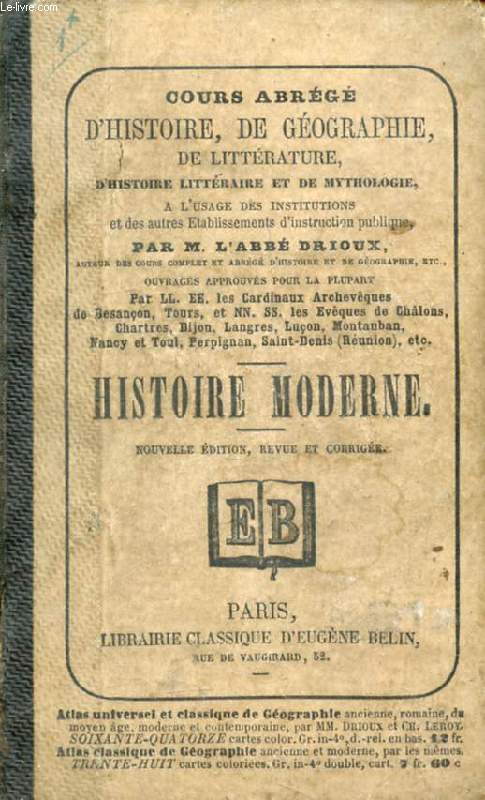 © Le-livre.com
COURS ABRÉGÉ
D'HISTOIRE, DE GÉOGRAPHIE,
DE LITTÉRATURE,
D'HISTOIRE LITTÉRAIRE ET DE MYTHOLOGIE,
A L'USAGE DES INSTITUTIONS
et des autres Etablissements d'instruction publique,
PAR M. L'ABBÉ DRIOUX,
AUTEUR DES COURS COMPLET ET ABRÉGÉ D'HISTOIRE ET DE GÉOGRAPHIE, ETC.,
OUVRAGES APPROUVÉS POUR LA PLUPART
Par LL. EE. les Cardinaux Archevêques
de Besançon, Tours, et NN. SS. les Evêques de Châlons,
Chartres, Dijon, Langres, Luçon, Montauban,
Nancy et Toul, Perpignan, Saint-Denis (Réunion), etc.
HISTOIRE MODERNE.
NOUVELLE ÉDITION, REVUE ET CORRIGÉE.
EB
PARIS,
LIBRAIRIE CLASSIQUE D'EUGÈNE BELIN,
RUE DE VAUGIRARD, 52.
Atlas universel et classique de Géographie ancienne, romaine, du
moyen âge, moderne et contemporaine, par MM. DRIOUX et CH. LEROY.
SOIXANTE-QUATORZE cartes color. Gr. in-4°, d.-rel. en bas. 12 fr.
Atlas classique de Géographie ancienne et moderne, par les mêmes.
TRENTE-HUIT cartes coloriées. Gr. in-4° double, cart. 7 fr. 60 c